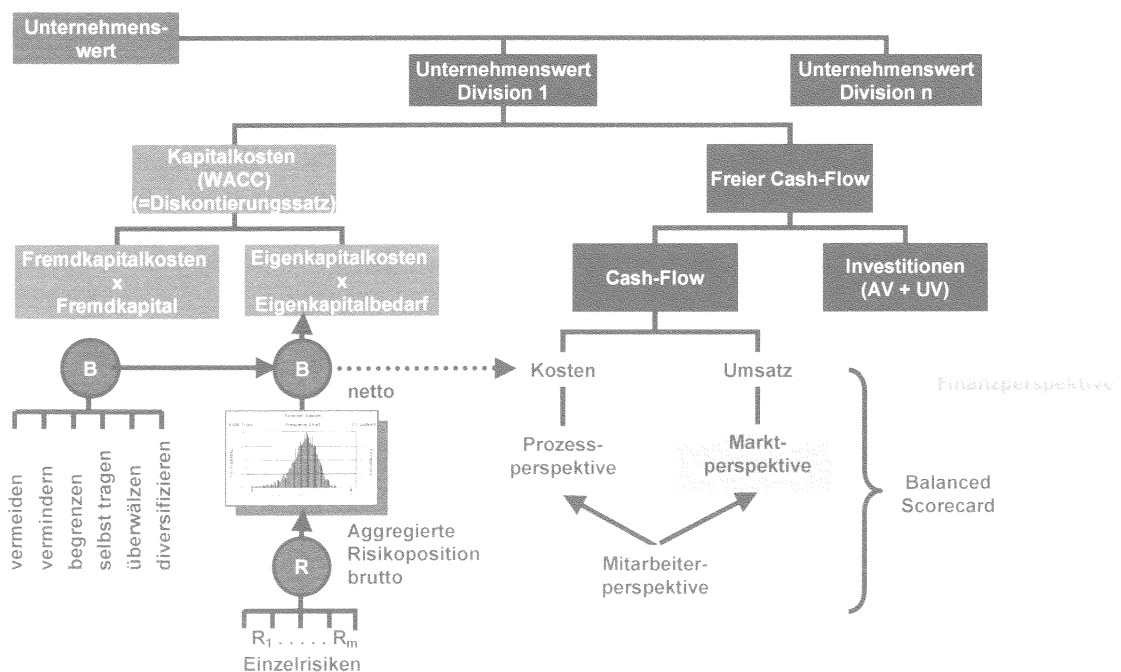 Unternehmens-
wert
Unternehmenswert
Division 1
Unternehmenswert
Division n
Kapitalkosten
(WACC)
(=Diskontierungssatz)
Freier Cash-Flow
Fremdkapitalkosten
x
Fremdkapital
Eigenkapitalkosten
x
Eigenkapitalbedarf
Cash-Flow
Investitionen
(AV + UV)
B
B
netto
Kosten
Umsatz
Finanzperspektive
vermeiden
vermindern
begrenzen
selbst tragen
überwälzen
diversifizieren
Prozess-
perspektive
Markt-
perspektive
Balanced
Scorecard
Aggregierte
Risikoposition
brutto
R
Mitarbeiter-
perspektive
R1 . . . . . Rm
Einzelrisiken